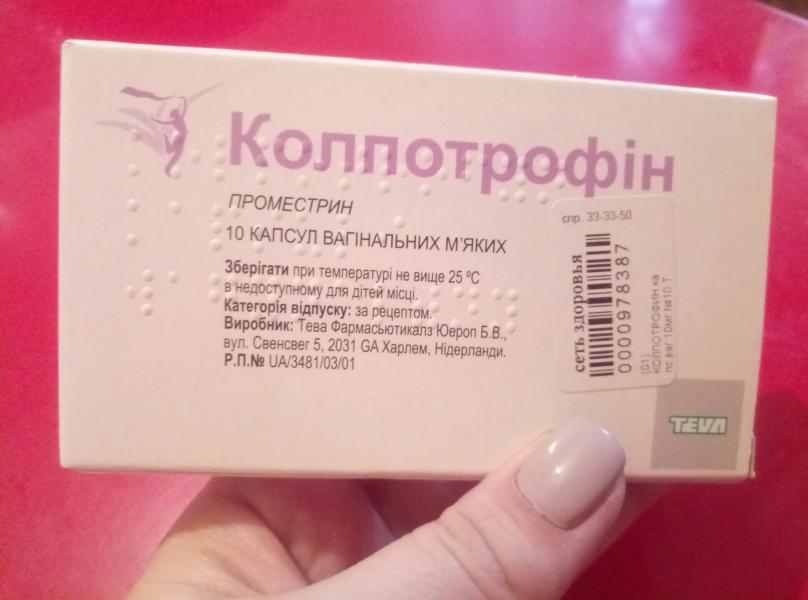 Колпотрофін
ПРОМЕСТРИН
10 КАПСУЛ ВАГІНАЛЬНИХ М'ЯКИХ
Зберігати при температурі не вище 25 ºС
в недоступному для дітей місці.
Категорія відпуску: за рецептом.
Виробник: Тева Фармасьютикалз Юероп Б.В.,
вул. Свенсвег 5, 2031 GA Харлем, Нідерланди.
Р.П.№ UA/3481/03/01
спр. 33-33-50
сеть здоровья
0000978387
(01)
КОЛПОТРОФИН ка
пс ваг 10мг №10 Т
TEVA